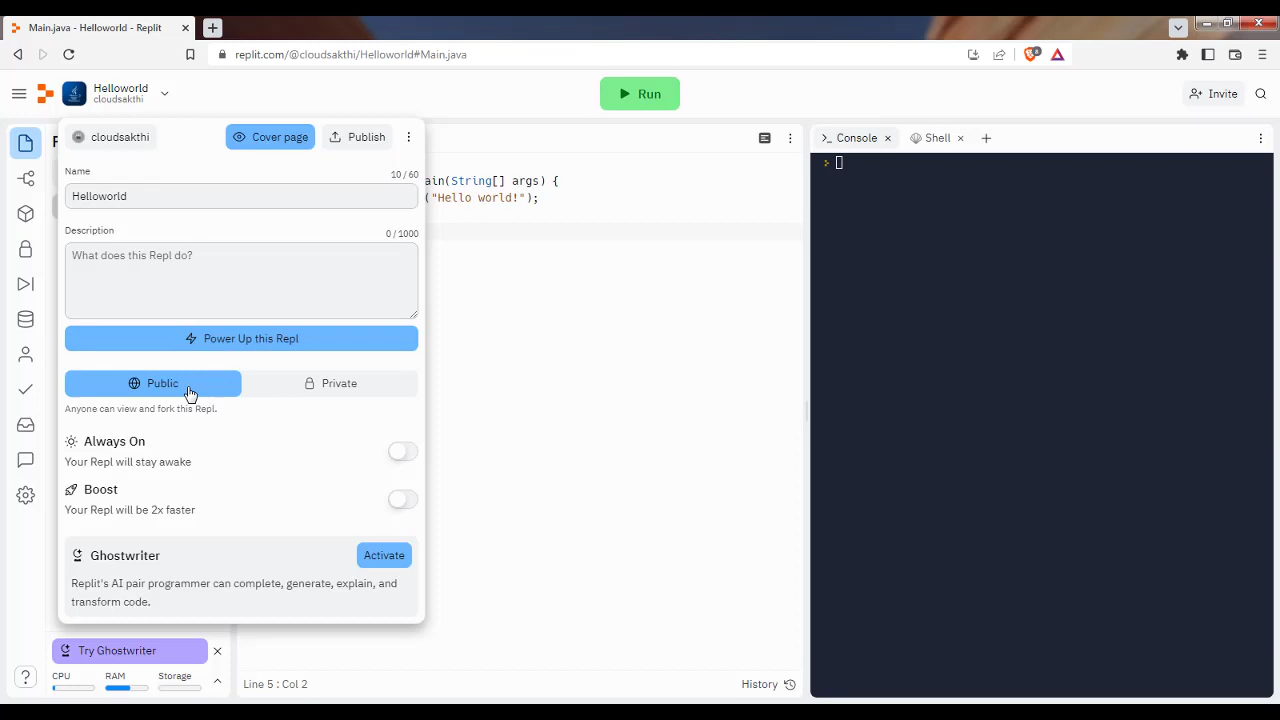 Main.java - Helloworld - Replit
replit.com/@cloudsakthi/Helloworld#Main.java
Helloworld
cloudsakthi
Run
Invite
cloudsakthi
Cover page
Publish
Name
10 / 60
Helloworld
Description
0 / 1000
What does this Repl do?
Power Up this Repl
Public
Private
Anyone can view and fork this Repl.
Always On
Your Repl will stay awake
Boost
Your Repl will be 2x faster
Ghostwriter
Activate
Replit's AI pair programmer can complete, generate, explain, and
transform code.
F
ain(String[] args) {
("Hello world!");
Console
Shell
Try Ghostwriter
CPU
RAM
Storage
Line 5 : Col 2
History